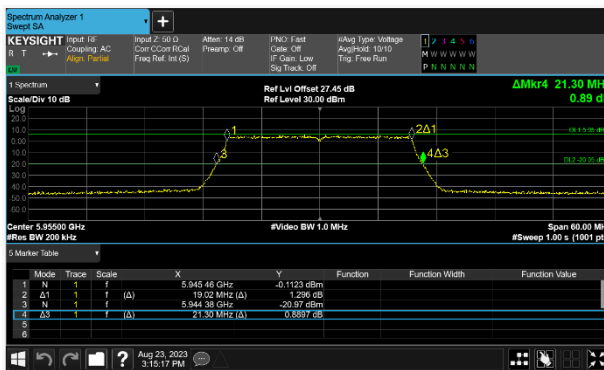 Spectrum Analyzer 1
Swept SA
KEYSIGHT
R T
Input: RF
Coupling: AC
Align: Partial
Input Z: 50 Ω
Corr CCorr RCal
Freq Ref: Int (S)
Atten: 14 dB
Preamp: Off
PNO: Fast
Gate: Off
IF Gain: Low
Sig Track: Off
#Avg Type: Voltage
Avg|Hold: 10/10
Trig: Free Run
1 2 3 4 5 6
M W W W W W
P N N N N N
1 Spectrum
Scale/Div 10 dB
Ref Lvl Offset 27.45 dB
Ref Level 30.00 dBm
ΔMkr4 21.30 MH
0.89 d
Log
20.0
10.0
0.00
10.0
20.0
30.0
40.0
50.0
60.0
1
2Δ1
3
4Δ3
DL1 5.95 dB
DL2 -20.05 dB
Center 5.95500 GHz
#Res BW 200 kHz
#Video BW 1.0 MHz
Span 60.00 M
#Sweep 1.00 s (1001 pt
5 Marker Table
Mode Trace Scale X Y Function Function Width Function Value
1 N 1 f 5.945 46 GHz -0.1123 dBm
2 Δ1 1 f (Δ) 19.02 MHz (Δ) 1.296 dB
3 N 1 f 5.944 38 GHz -20.97 dBm
4 Δ3 1 f (Δ) 21.30 MHz (Δ) 0.8897 dB
5
6
Aug 23, 2023
3:15:17 PM